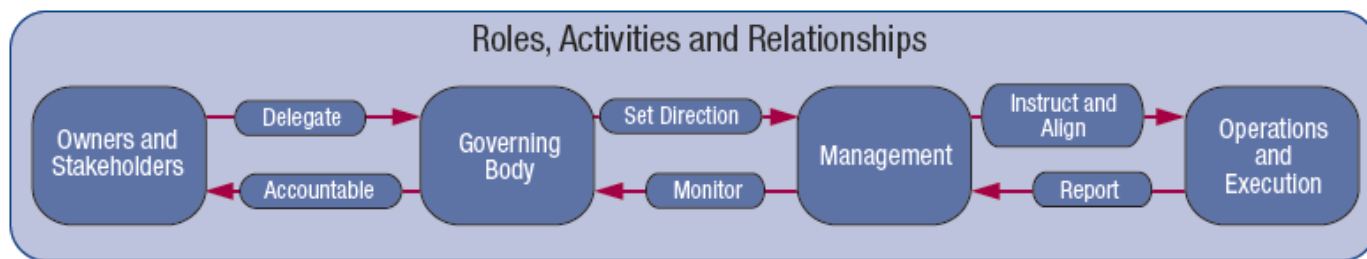 Roles, Activities and Relationships
Owners and
Stakeholders
Delegate
Accountable
Governing
Body
Set Direction
Monitor
Management
Instruct and
Align
Report
Operations
and
Execution